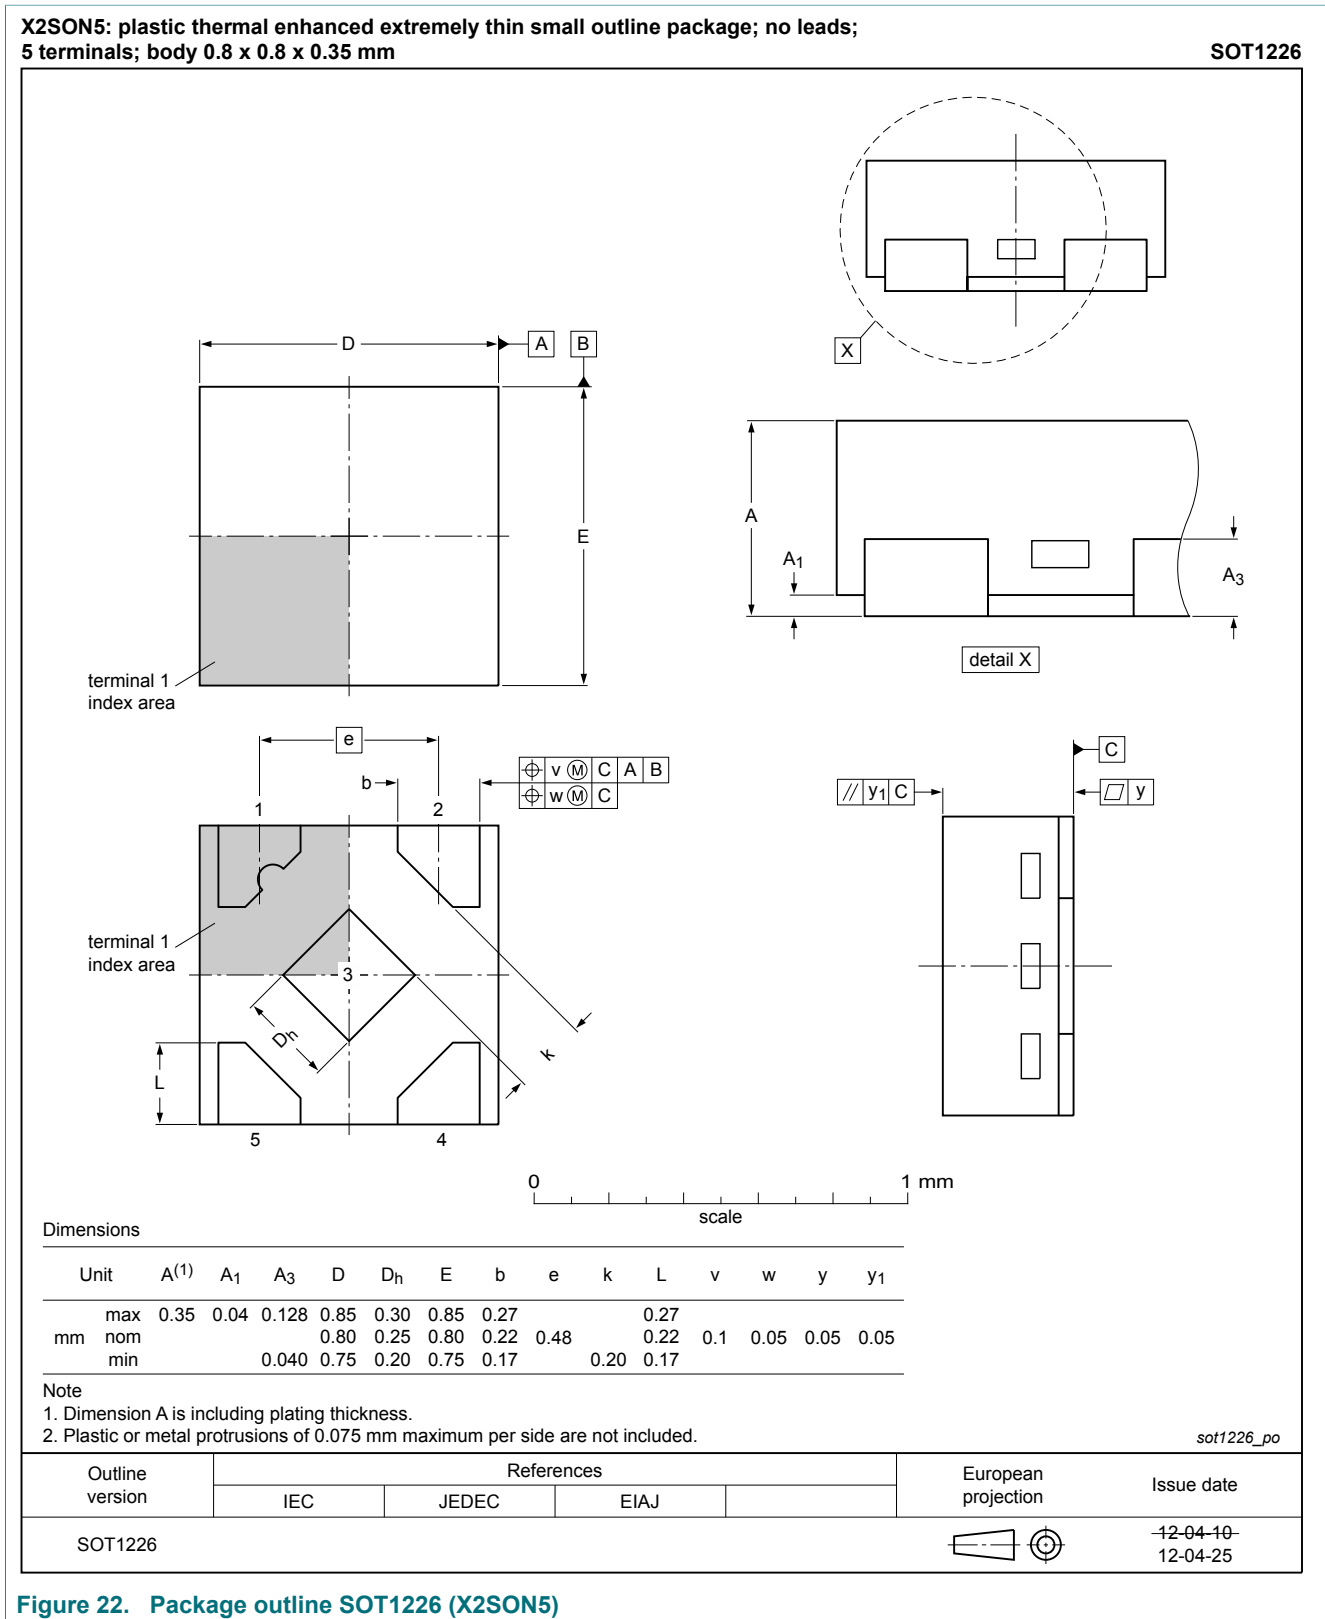 X2SON5: plastic thermal enhanced extremely thin small outline package; no leads;
5 terminals; body 0.8 x 0.8 x 0.35 mm SOT1226
X
D A B
E
terminal 1
index area
A
A1
A3
detail X
e
b
v M C A B
w M C
1 2
terminal 1
index area
3
Dh
k
L
5 4
C
// y1 C
y
0 1 mm
scale
Dimensions
Unit A(1) A1 A3 D Dh E b e k L v w y y1
max 0.35 0.04 0.128 0.85 0.30 0.85 0.27 0.27
mm nom 0.80 0.25 0.80 0.22 0.48 0.22 0.1 0.05 0.05 0.05
min 0.040 0.75 0.20 0.75 0.17 0.20 0.17
Note
1. Dimension A is including plating thickness.
2. Plastic or metal protrusions of 0.075 mm maximum per side are not included.
sot1226_po
Outline
version
References
IEC JEDEC EIAJ
European
projection
Issue date
SOT1226
12-04-10
12-04-25
Figure 22. Package outline SOT1226 (X2SON5)